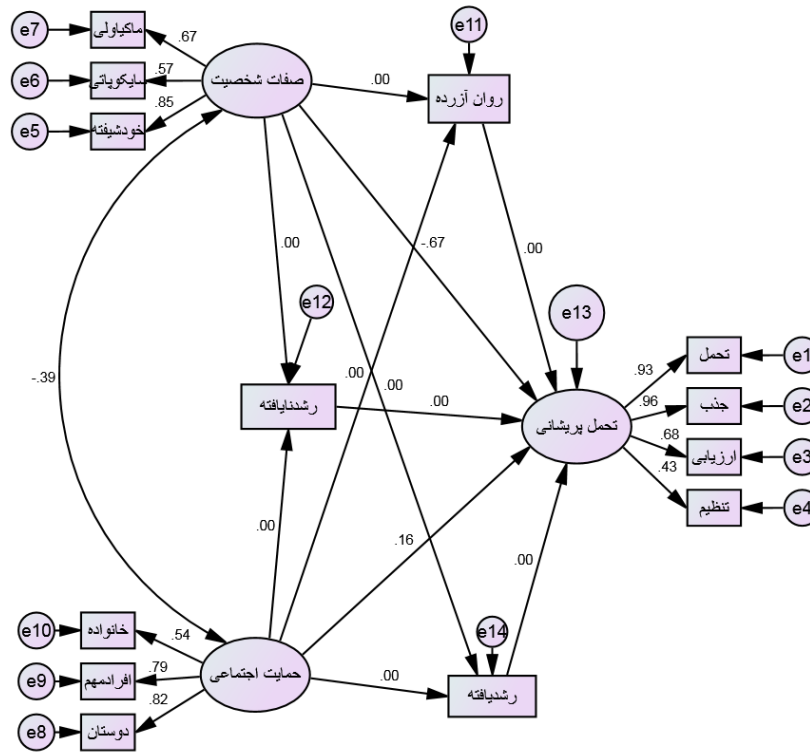 e7
ماکیاولی
.67
e6
سایکوپاتی
.57
e5
خودشیفته
.85
صفات شخصیت
.00
e11
روان آزرده
-.67
.00
.00
e12
e13
-.39
.00
.00
رشدنایافته
.00
تحمل پریشانی
.93
تحمل
e1
.96
جذب
e2
.68
ارزیابی
e3
.43
تنظیم
e4
.00
.16
.00
e10
خانواده
.54
e9
افرادمهم
.79
e8
دوستان
.82
حمایت اجتماعی
.00
e14
رشدیافته